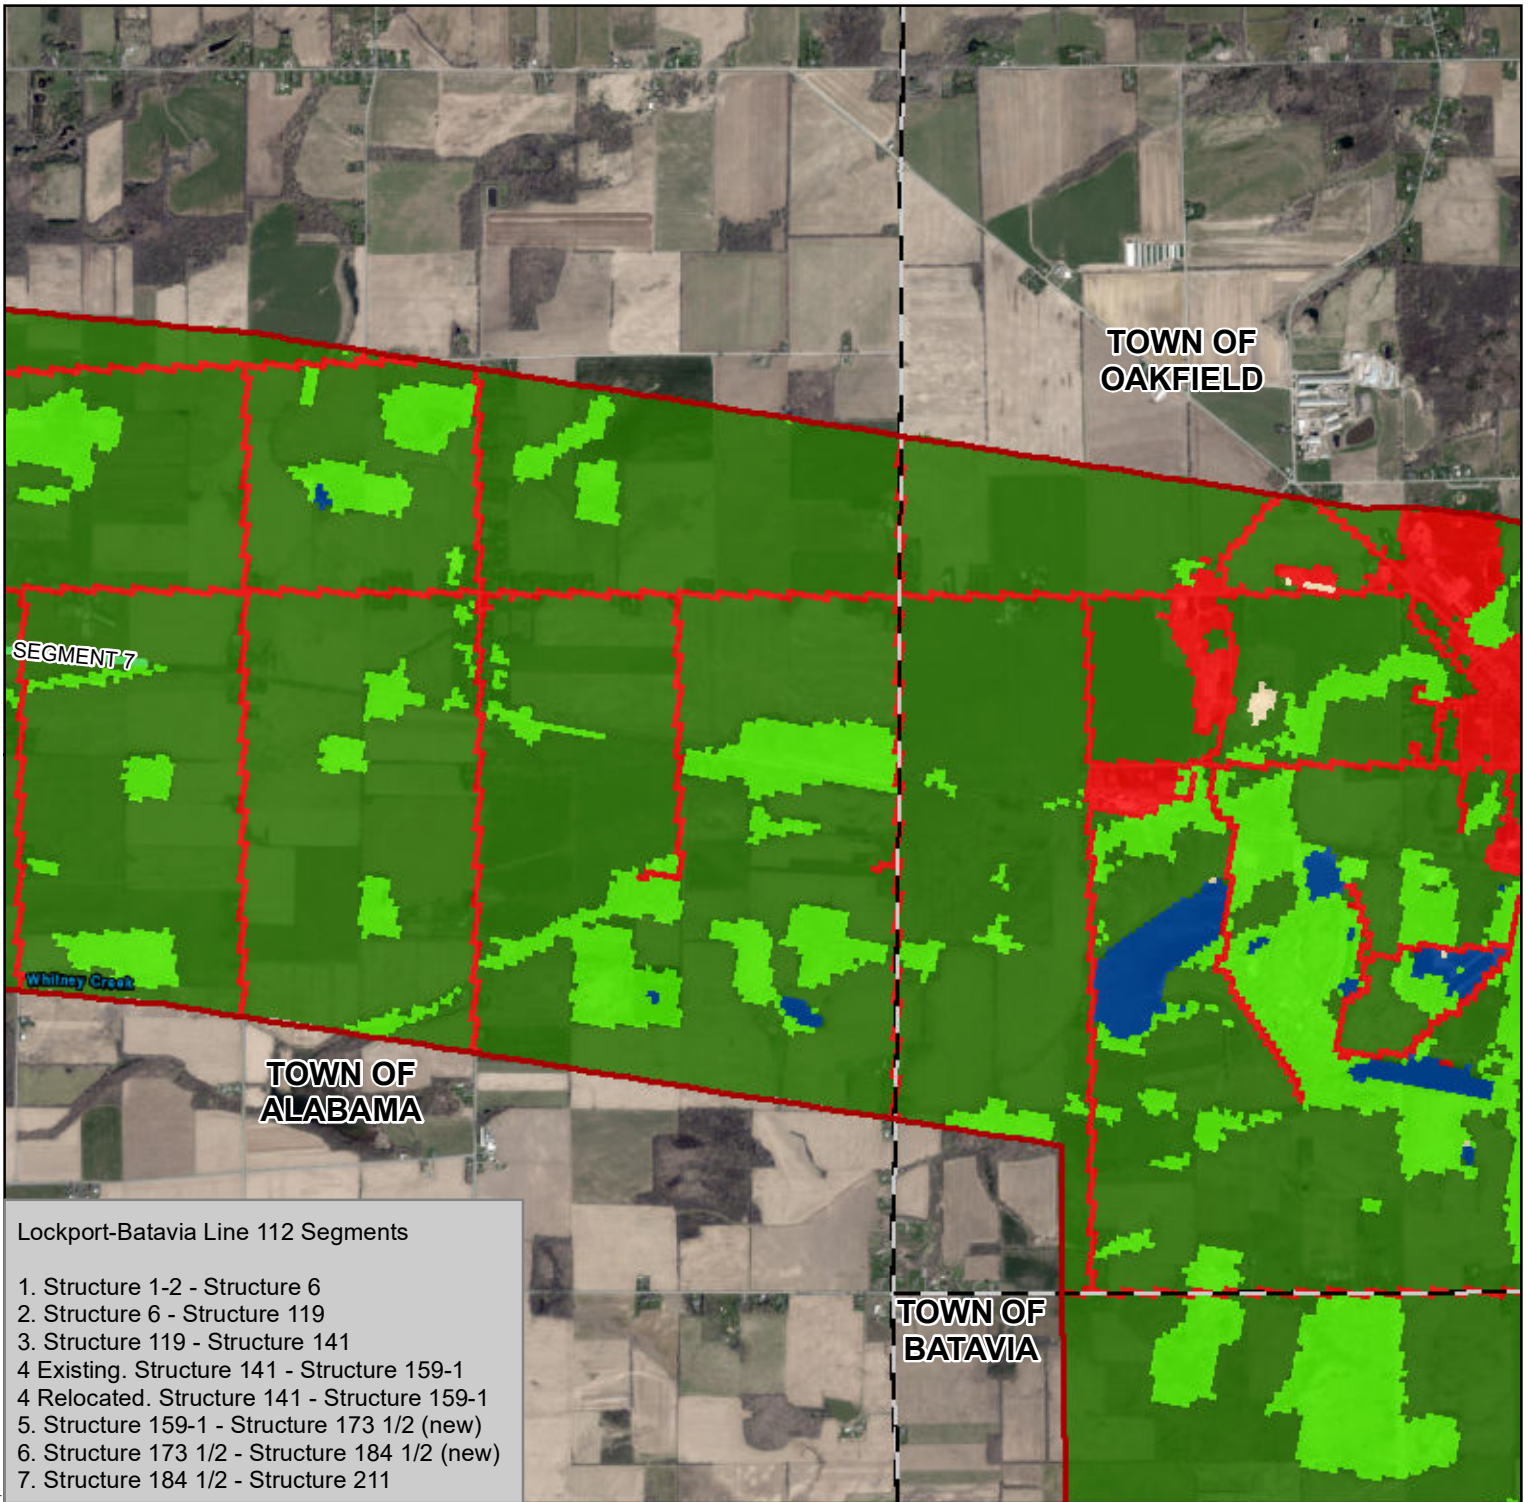 TOWN OF
OAKFIELD
SEGMENT 7
Whitney Creek
TOWN OF
ALABAMA
TOWN OF
BATAVIA
Lockport-Batavia Line 112 Segments
1. Structure 1-2 - Structure 6
2. Structure 6 - Structure 119
3. Structure 119 - Structure 141
4 Existing. Structure 141 - Structure 159-1
4 Relocated. Structure 141 - Structure 159-1
5. Structure 159-1 - Structure 173 1/2 (new)
6. Structure 173 1/2 - Structure 184 1/2 (new)
7. Structure 184 1/2 - Structure 211